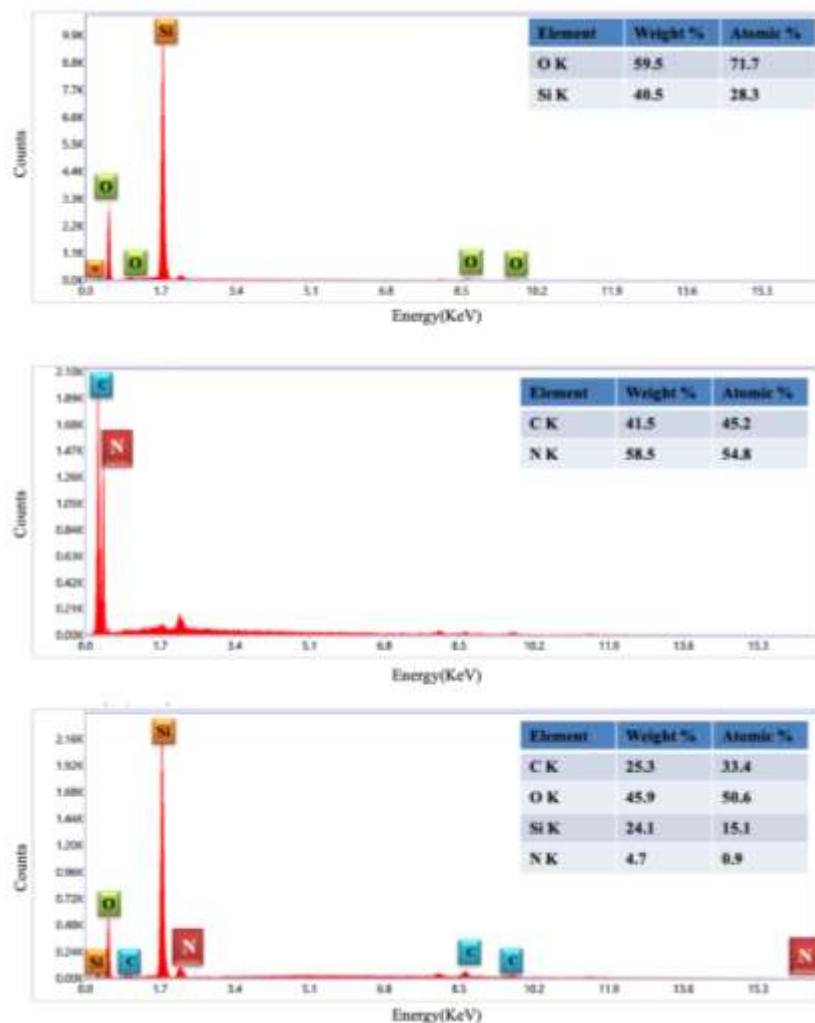 Element Weight % Atomic %
O K 59.5 71.7
Si K 40.5 28.3
9.9K
8.8K
7.7K
6.6K
5.5K
4.4K
3.3K
2.2K
1.1K
0.0K
Counts
Si
O
O
O
O
0.0 1.7 3.4 5.1 6.8 8.5 10.2 11.9 13.6 15.3
Energy(KeV)
Element Weight % Atomic %
C K 41.5 45.2
N K 58.5 54.8
2.10K
1.89K
1.68K
1.47K
1.26K
1.05K
0.84K
0.63K
0.42K
0.21K
0.00K
Counts
C
N
0.0 1.7 3.4 5.1 6.8 8.5 10.2 11.9 13.6 15.3
Energy(KeV)
Element Weight % Atomic %
C K 25.3 33.4
O K 45.9 50.6
Si K 24.1 15.1
N K 4.7 0.9
2.16K
1.92K
1.68K
1.44K
1.20K
0.96K
0.72K
0.48K
0.24K
0.00K
Counts
Si
O
Si
C
N
C
C
N
0.0 1.7 3.4 5.1 6.8 8.5 10.2 11.9 13.6 15.3
Energy(KeV)